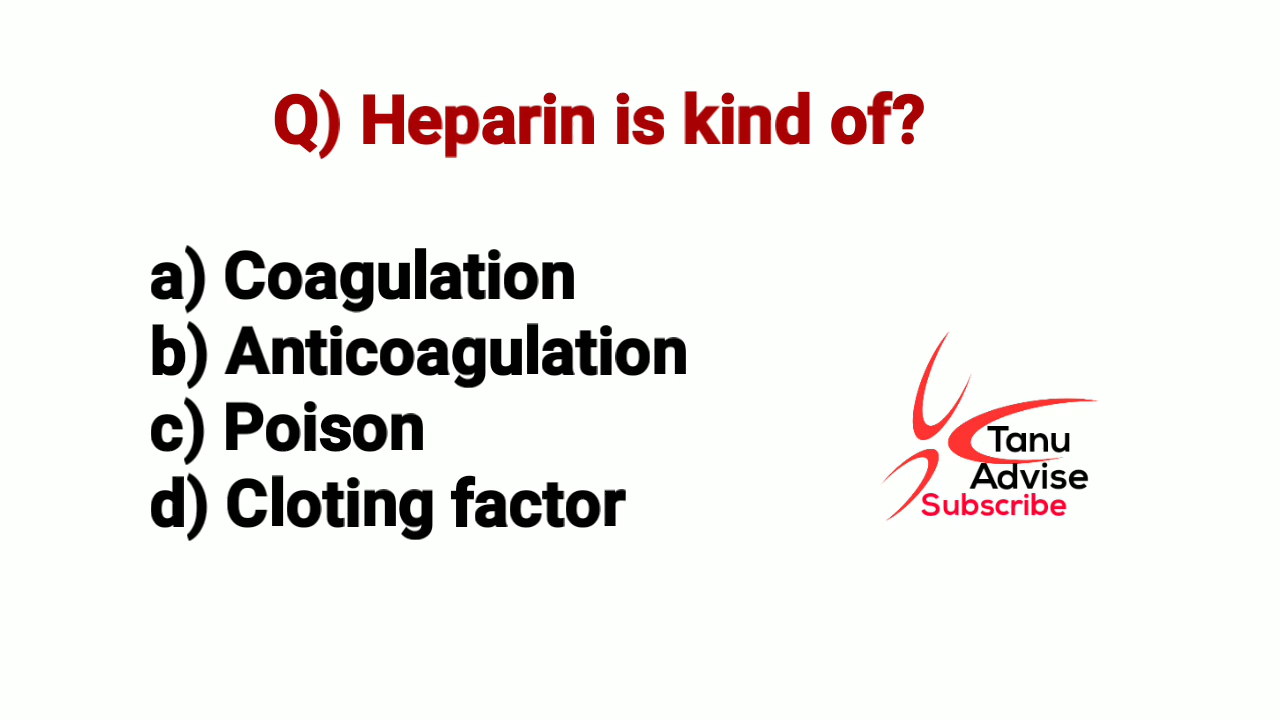 Q) Heparin is kind of?
a) Coagulation
b) Anticoagulation
c) Poison
d) Cloting factor
Tanu
Advise
Subscribe